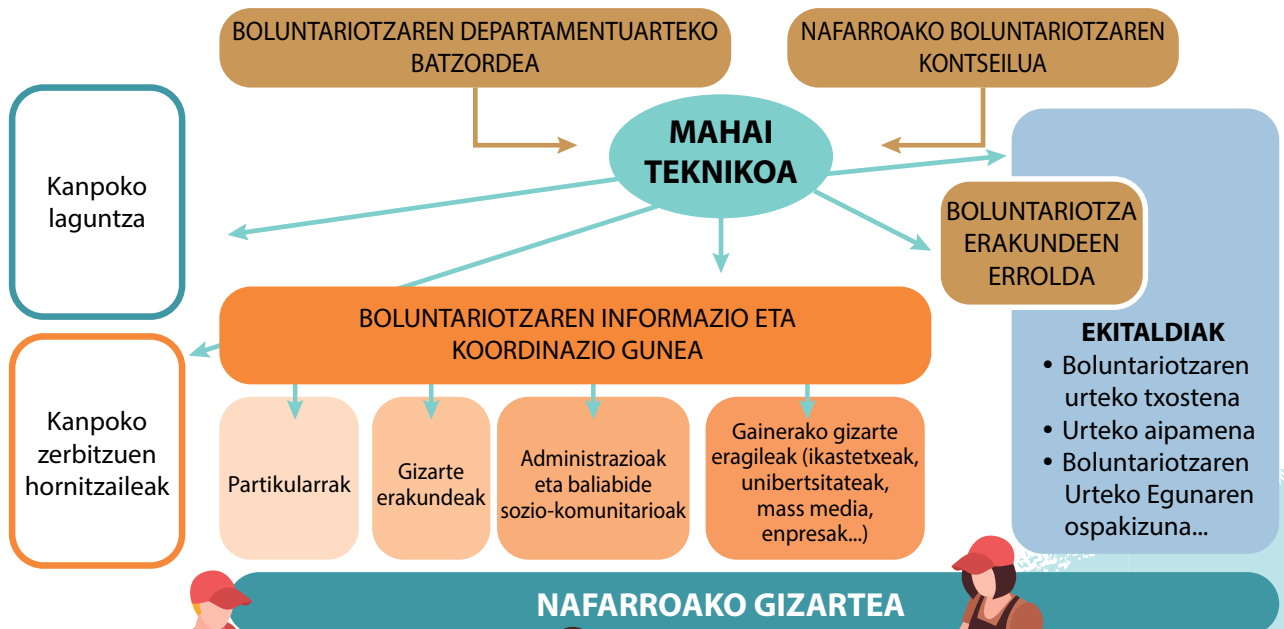 BOLUNTARIOTZAREN DEPARTAMENTUARTEKO
BATZORDEA
NAFARROAKO BOLUNTARIOTZAREN
KONTSEILUA
MAHAI
TEKNIKOA
Kanpoko
laguntza
BOLUNTARIOTZA
ERAKUNDEEN
ERROLDA
BOLUNTARIOTZAREN INFORMAZIO ETA
KOORDINAZIO GUNEA
EKITALDIAK
• Boluntariotzaren
urteko txostena
• Urteko aipamena
• Boluntariotzaren
Urteko Egunaren
ospakizuna...
Kanpoko
zerbitzuen
hornitzaileak
Partikularrak
Gizarte
erakundeak
Administrazioak
eta baliabide
sozio-komunitarioak
Gainerako gizarte
eragileak (ikastetxeak,
unibertsitateak,
mass media,
enpresak...)
NAFARROAKO GIZARTEA